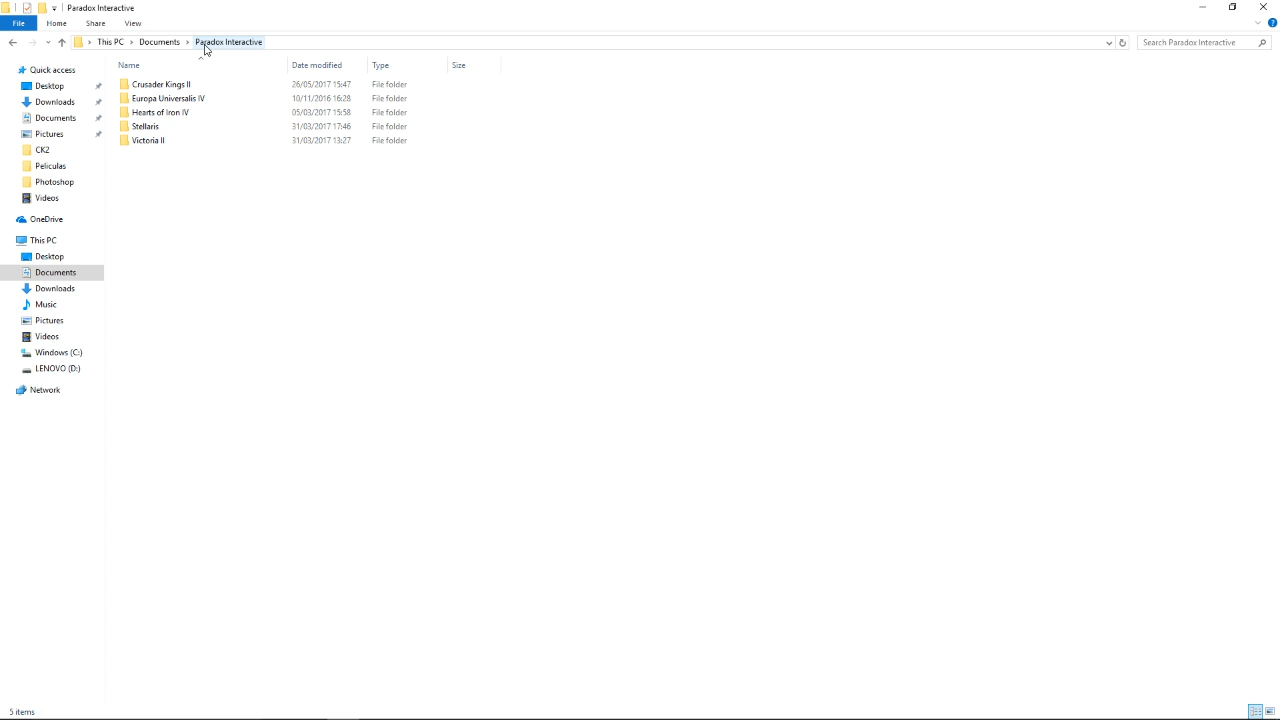 Paradox Interactive
File Home Share View
This PC Documents Paradox Interactive Search Paradox Interactive
Name Date modified Type Size
Quick access
Desktop
Downloads
Documents
Pictures
CK2
Peliculas
Photoshop
Videos
OneDrive
This PC
Desktop
Documents
Downloads
Music
Pictures
Videos
Windows (C:)
LENOVO (D:)
Network
Crusader Kings II 26/05/2017 15:47 File folder
Europa Universalis IV 10/11/2016 16:28 File folder
Hearts of Iron IV 05/03/2017 15:58 File folder
Stellaris 31/03/2017 17:46 File folder
Victoria II 31/03/2017 13:27 File folder
5 items